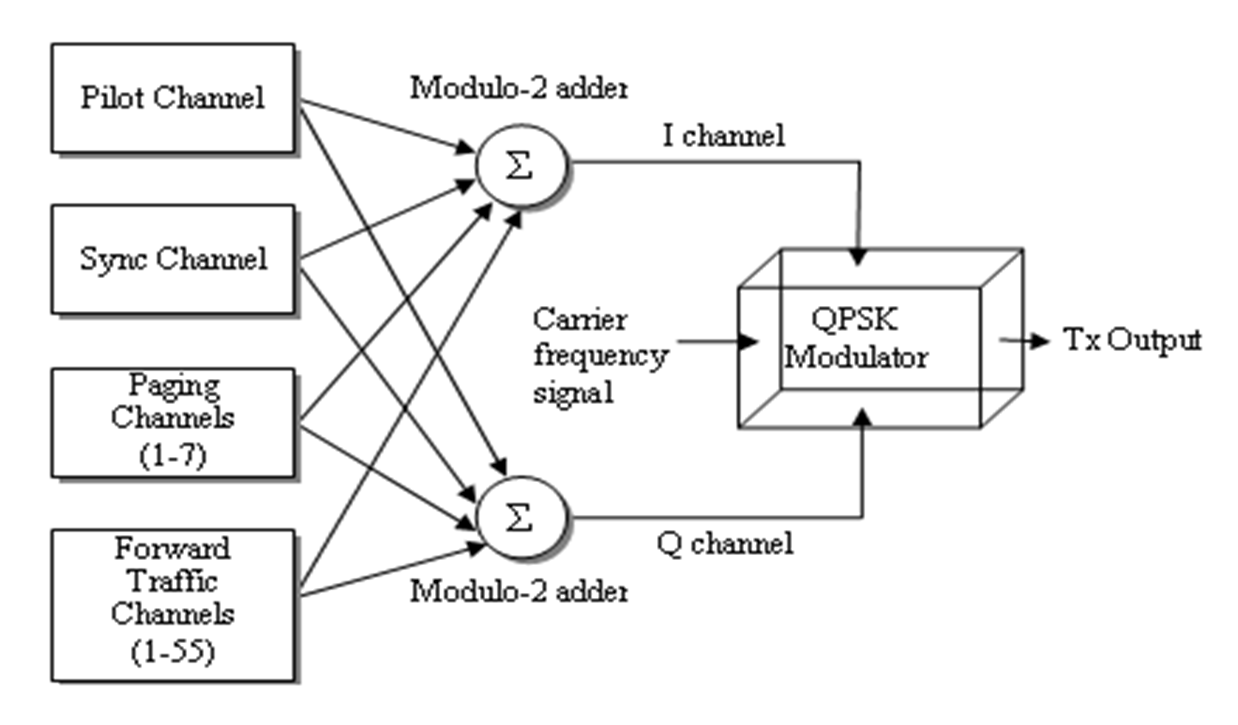 Pilot Channel
Modulo-2 adder
Σ
I channel
Sync Channel
Carrier
frequency
signal
QPSK
Modulator
Tx Output
Paging
Channels
(1-7)
Σ
Q channel
Modulo-2 adder
Forward
Traffic
Channels
(1-55)